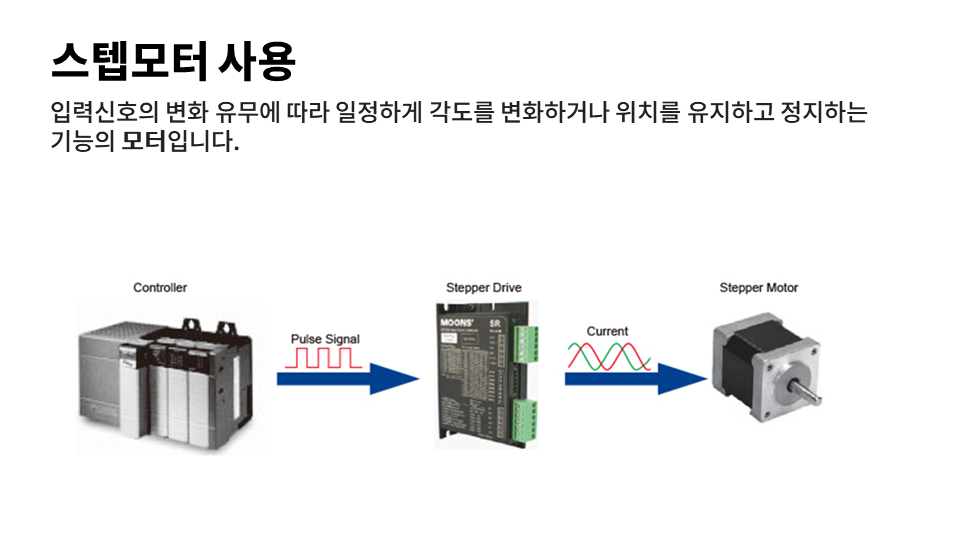 스텝모터 사용
입력신호의 변화 유무에 따라 일정하게 각도를 변화하거나 위치를 유지하고 정지하는
기능의 모터입니다.
Controller
Stepper Drive
Stepper Motor
Pulse Signal
Current
MOONS' SR